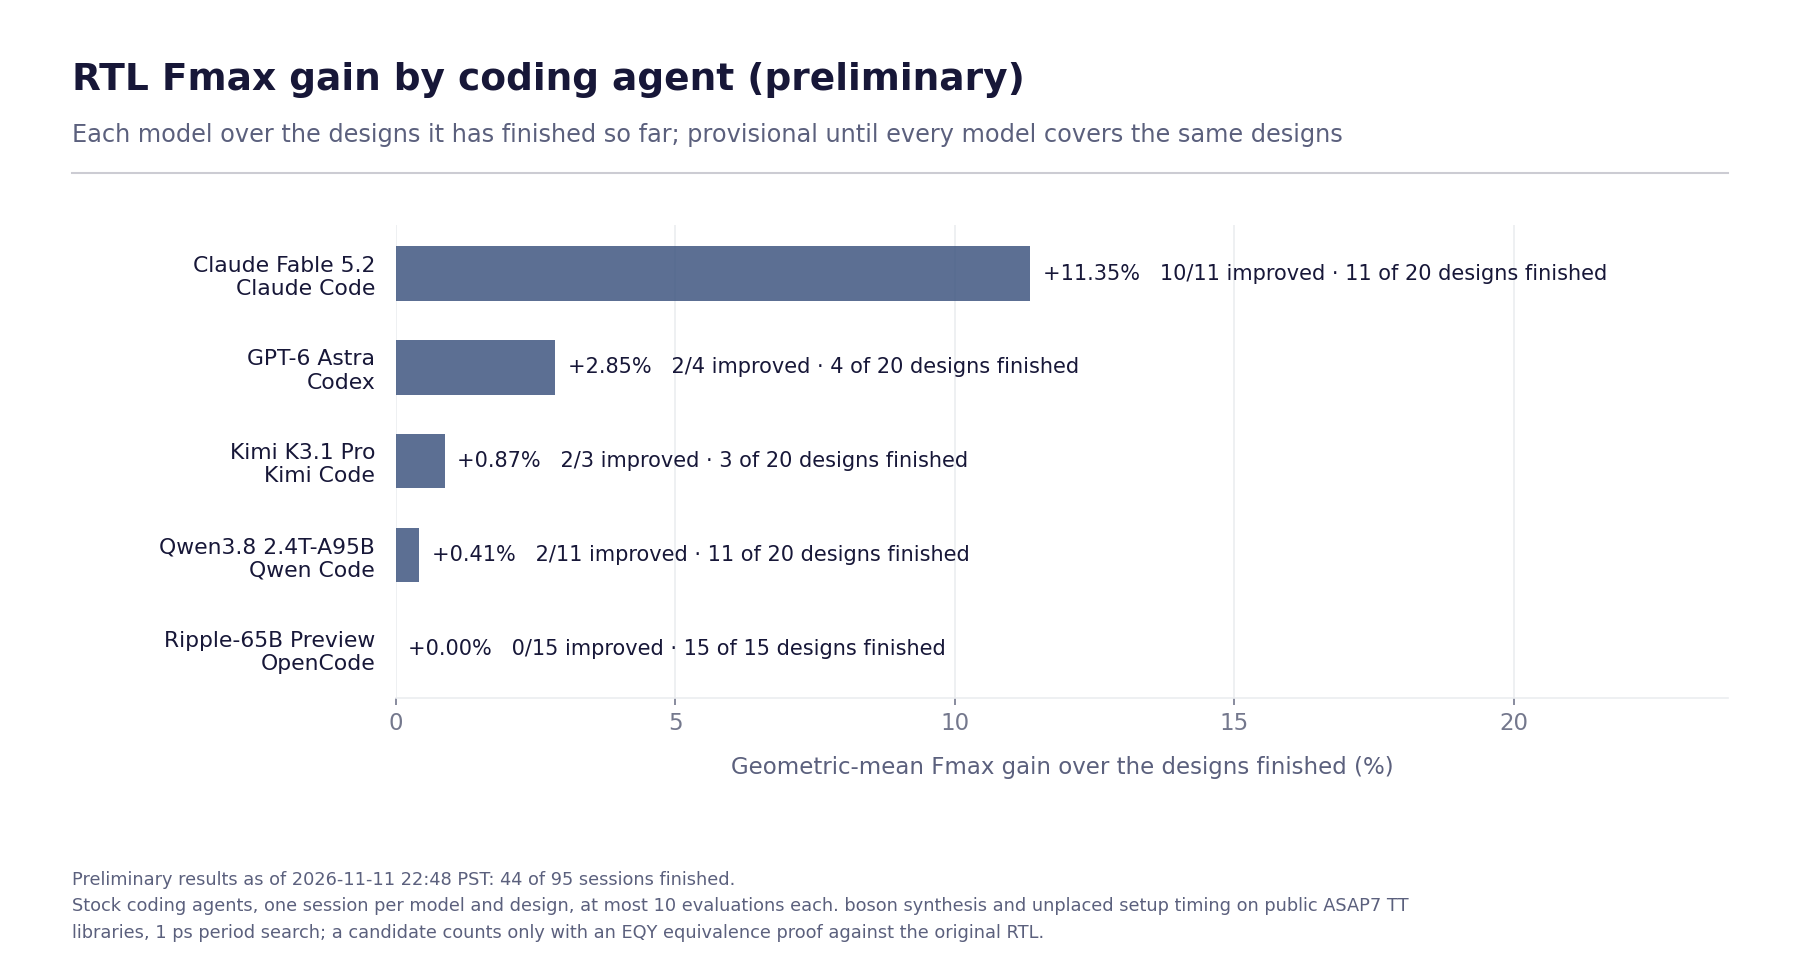 RTL Fmax gain by coding agent (preliminary)
Each model over the designs it has finished so far; provisional until every model covers the same designs
Claude Fable 5.2
Claude Code
+11.35% 10/11 improved · 11 of 20 designs finished
GPT-6 Astra
Codex
+2.85% 2/4 improved · 4 of 20 designs finished
Kimi K3.1 Pro
Kimi Code
+0.87% 2/3 improved · 3 of 20 designs finished
Qwen3.8 2.4T-A95B
Qwen Code
+0.41% 2/11 improved · 11 of 20 designs finished
Ripple-65B Preview
OpenCode
+0.00% 0/15 improved · 15 of 15 designs finished
0 5 10 15 20
Geometric-mean Fmax gain over the designs finished (%)
Preliminary results as of 2026-11-11 22:48 PST: 44 of 95 sessions finished.
Stock coding agents, one session per model and design, at most 10 evaluations each. boson synthesis and unplaced setup timing on public ASAP7 TT
libraries, 1 ps period search; a candidate counts only with an EQY equivalence proof against the original RTL.